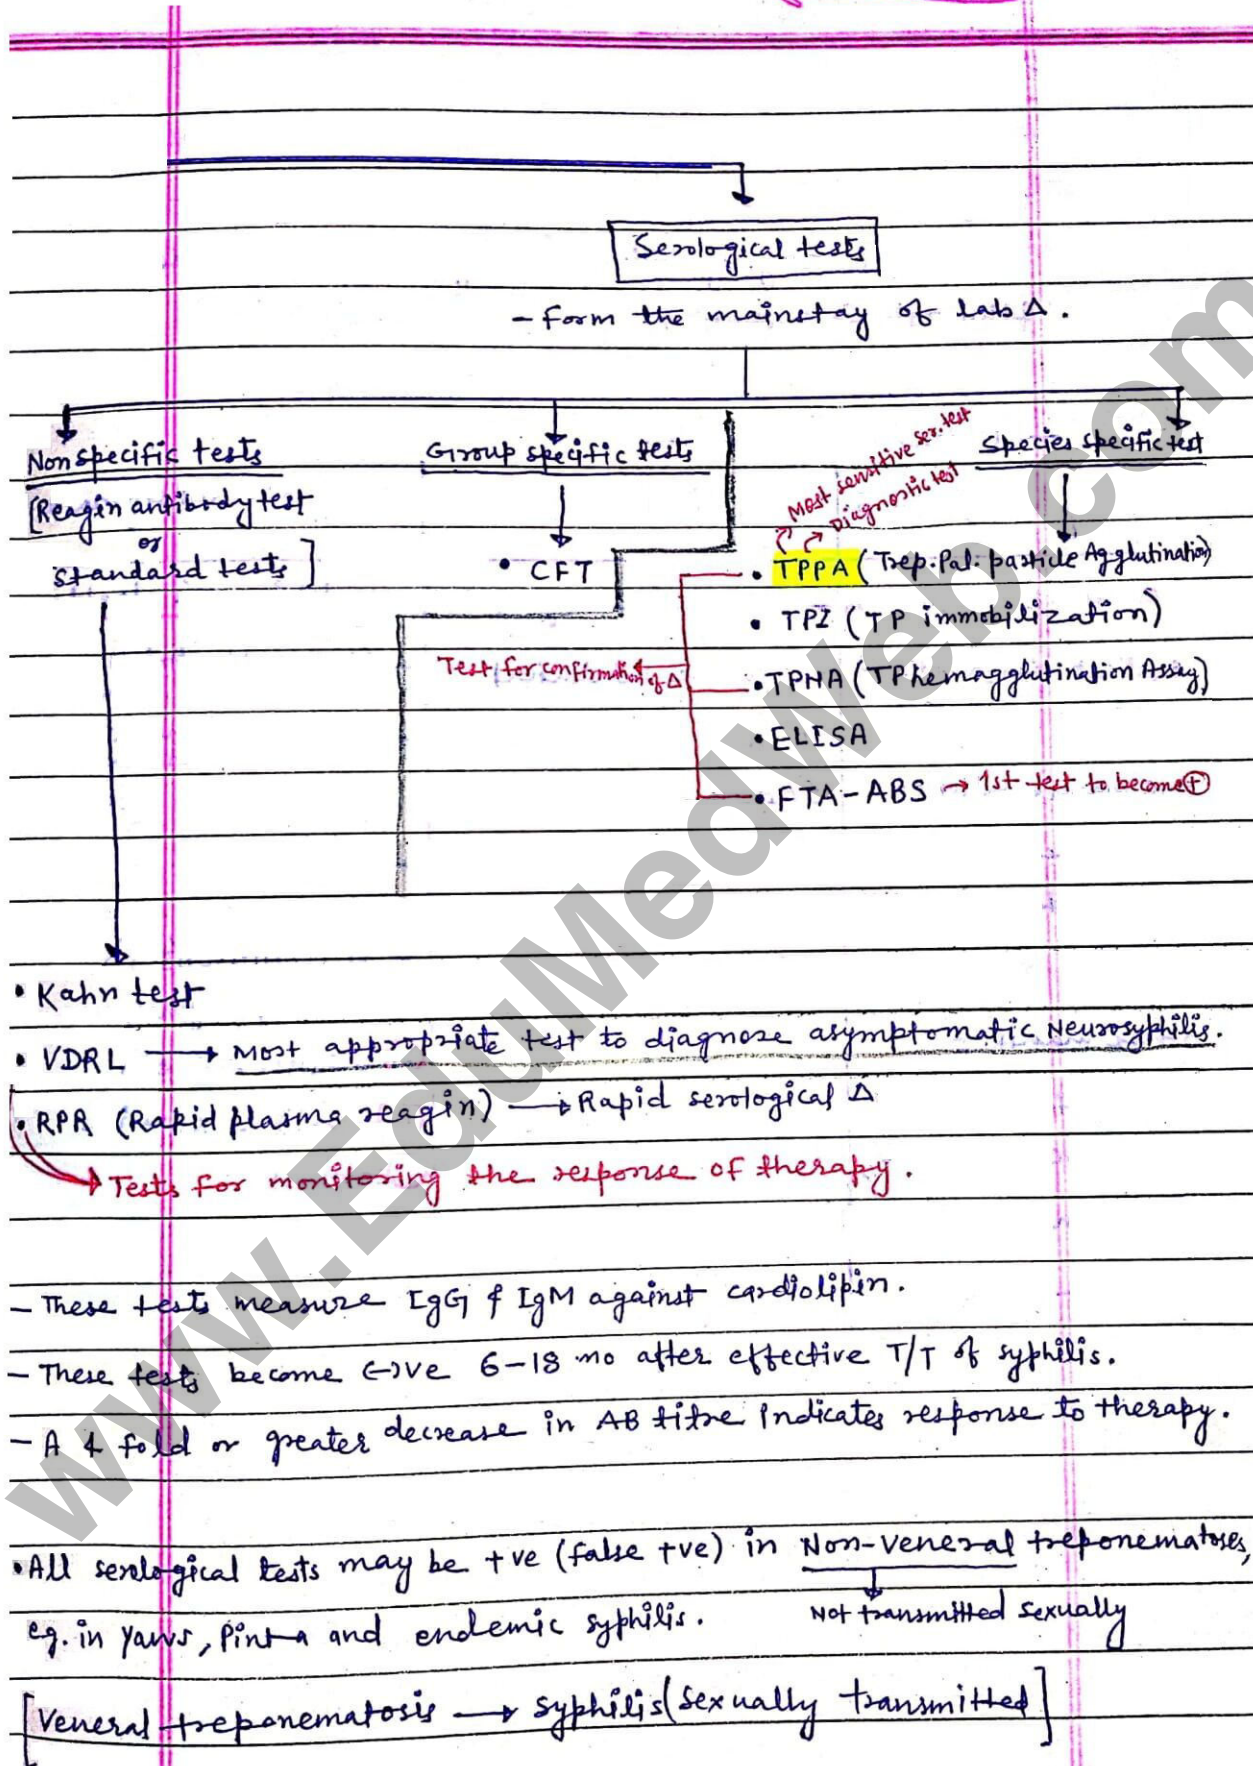 Serological tests
- Form the mainstay of lab Δ.
Nonspecific tests
[Reagin antibody test
or
standard tests]
Group specific tests
• CFT
Species specific test
Most sensitive ser. test
Diagnostic test
• TPPA (Trep. Pal. particle Agglutination)
• TPI (TP immobilization)
• TPHA (TP hemagglutination Assay)
• ELISA
• FTA-ABS → 1st test to become ⊕
Test for confirmation of Δ
• Kahn test
• VDRL → Most appropriate test to diagnose asymptomatic Neurosyphilis.
• RPR (Rapid plasma reagin) → Rapid serological Δ
→ Tests for monitoring the response of therapy.
- These tests measure IgG & IgM against cardiolipin.
- These tests become (-)ve 6-18 mo after effective T/T of syphilis.
- A 4 fold or greater decrease in AB titre indicates response to therapy.
• All serological tests may be +ve (false +ve) in Non-veneral treponematoses,
Not transmitted sexually
eg. in Yaws, Pinta and endemic syphilis.
[Veneral treponematosis → syphilis (sexually transmitted]
www.EduMedWeb.com